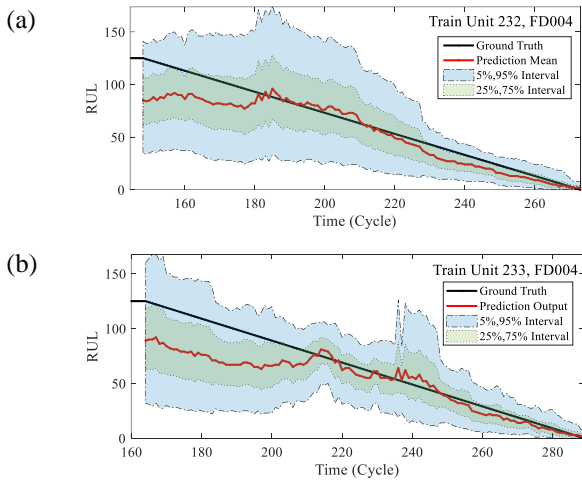 (a)
Train Unit 232, FD004
Ground Truth
Prediction Mean
5%,95% Interval
25%,75% Interval
RUL
150
100
50
0
160
180
200
220
240
260
Time (Cycle)
(b)
Train Unit 233, FD004
Ground Truth
Prediction Output
5%,95% Interval
25%,75% Interval
RUL
150
100
50
0
160
180
200
220
240
260
280
Time (Cycle)